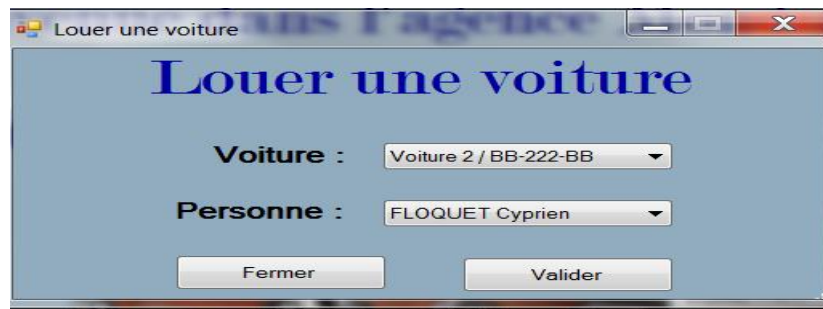 Louer une voiture
Louer une voiture
Voiture : Voiture 2 / BB-222-BB
Personne : FLOQUET Cyprien
Fermer Valider